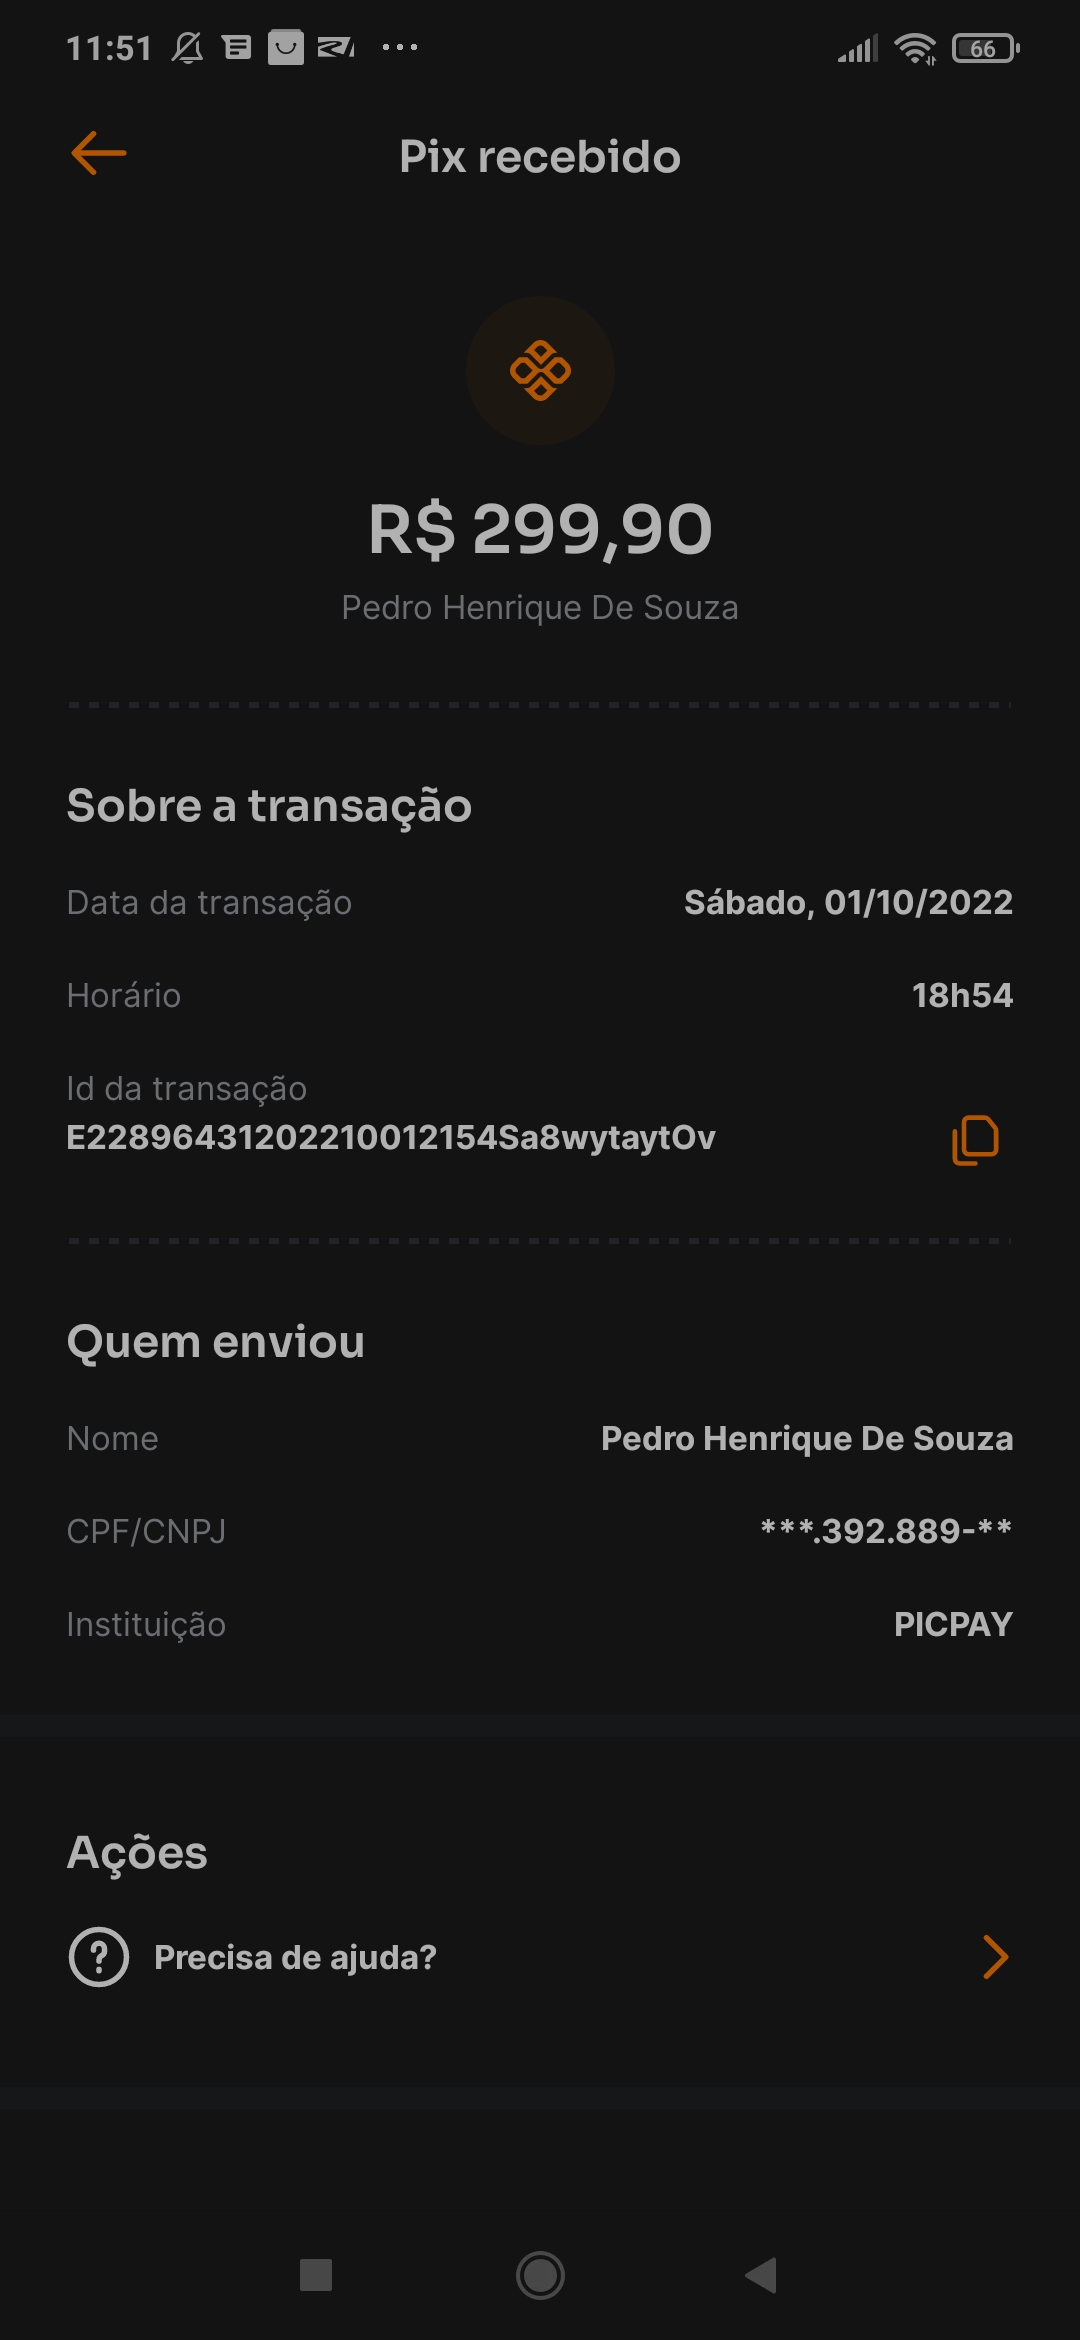 11:51
66
Pix recebido
R$ 299,90
Pedro Henrique De Souza
Sobre a transação
Data da transação Sábado, 01/10/2022
Horário 18h54
Id da transação
E22896431202210012154Sa8wytaytOv
Quem enviou
Nome Pedro Henrique De Souza
CPF/CNPJ ***.392.889-**
Instituição PICPAY
Ações
Precisa de ajuda?